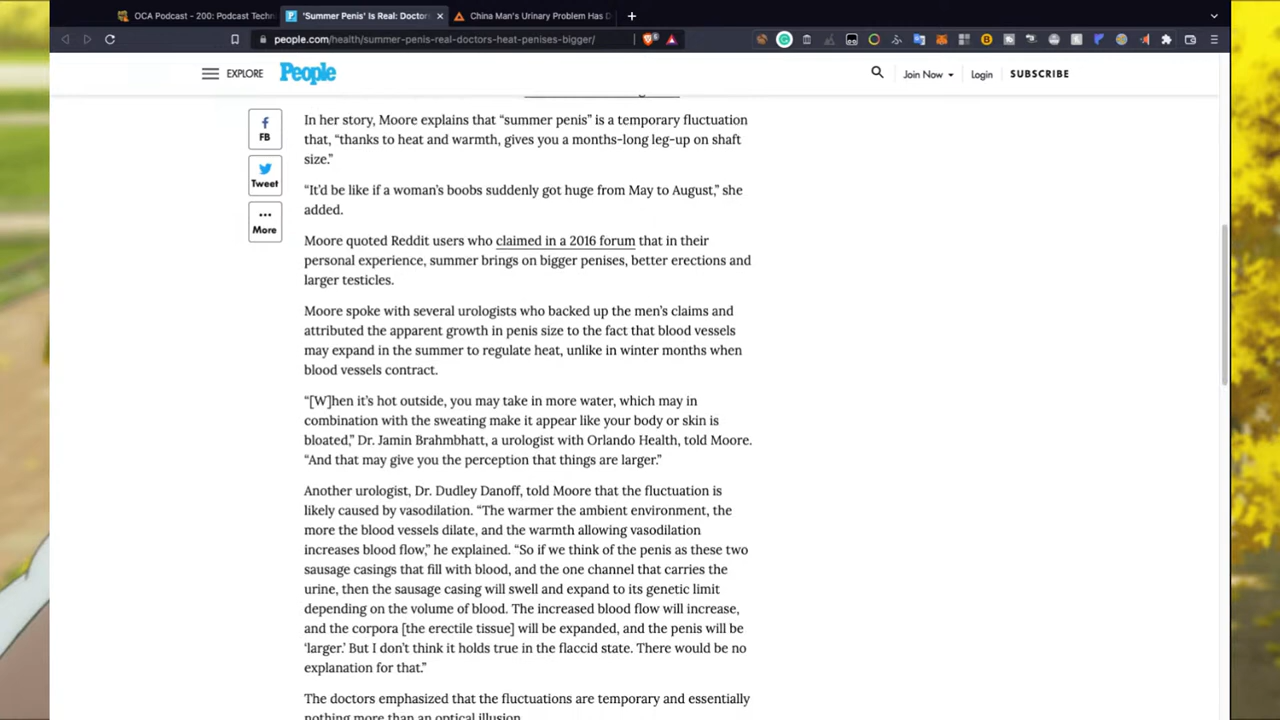 OCA Podcast - 200: Podcast Techn
'Summer Penis' Is Real: Doctor
China Man's Urinary Problem Has D
people.com/health/summer-penis-real-doctors-heat-penises-bigger/
EXPLORE
People
Join Now
Login
SUBSCRIBE
FB
Tweet
More
In her story, Moore explains that “summer penis” is a temporary fluctuation
that, “thanks to heat and warmth, gives you a months-long leg-up on shaft
size.”
“It’d be like if a woman’s boobs suddenly got huge from May to August,” she
added.
Moore quoted Reddit users who claimed in a 2016 forum that in their
personal experience, summer brings on bigger penises, better erections and
larger testicles.
Moore spoke with several urologists who backed up the men’s claims and
attributed the apparent growth in penis size to the fact that blood vessels
may expand in the summer to regulate heat, unlike in winter months when
blood vessels contract.
“[W]hen it’s hot outside, you may take in more water, which may in
combination with the sweating make it appear like your body or skin is
bloated,” Dr. Jamin Brahmbhatt, a urologist with Orlando Health, told Moore.
“And that may give you the perception that things are larger.”
Another urologist, Dr. Dudley Danoff, told Moore that the fluctuation is
likely caused by vasodilation. “The warmer the ambient environment, the
more the blood vessels dilate, and the warmth allowing vasodilation
increases blood flow,” he explained. “So if we think of the penis as these two
sausage casings that fill with blood, and the one channel that carries the
urine, then the sausage casing will swell and expand to its genetic limit
depending on the volume of blood. The increased blood flow will increase,
and the corpora [the erectile tissue] will be expanded, and the penis will be
‘larger.’ But I don’t think it holds true in the flaccid state. There would be no
explanation for that.”
The doctors emphasized that the fluctuations are temporary and essentially
nothing more than an optical illusion.